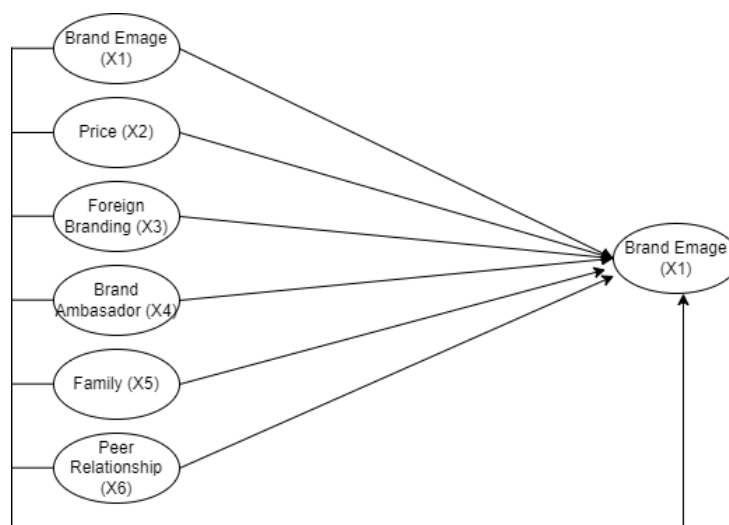 Brand Emage
(X1)
Price (X2)
Foreign
Branding (X3)
Brand
Ambasador (X4)
Family (X5)
Peer
Relationship
(X6)
Brand Emage
(X1)